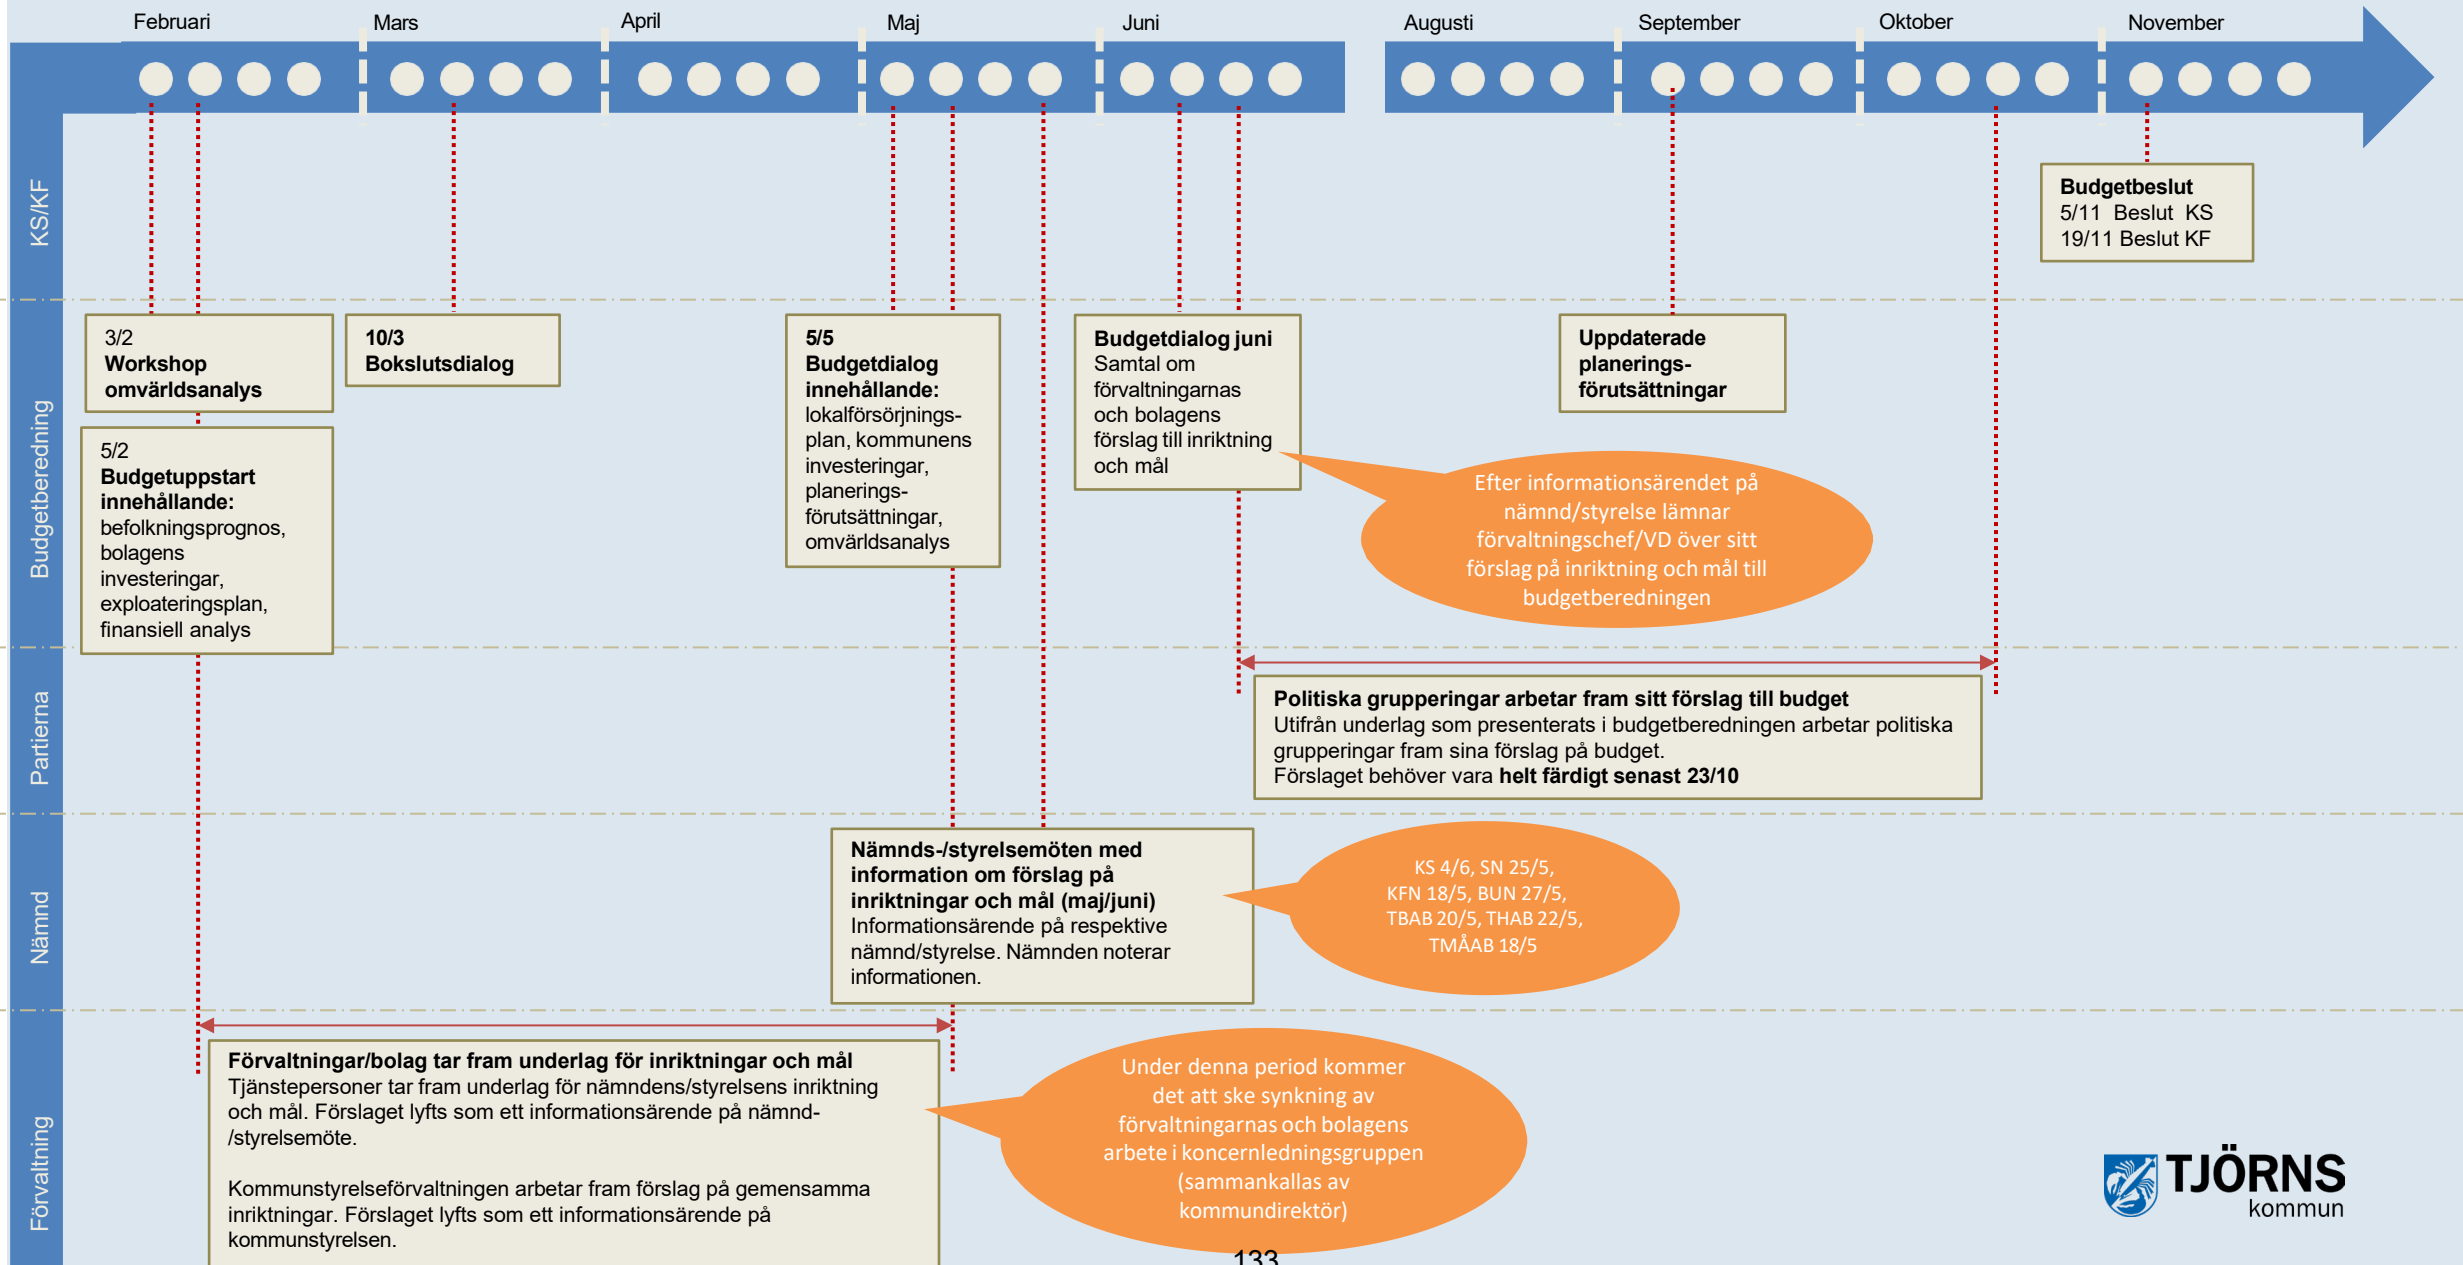 Februari
Mars
April
Maj
Juni
Augusti
September
Oktober
November
KS/KF
Budgetbeslut
5/11 Beslut KS
19/11 Beslut KF
Budgetberedning
3/2
Workshop
omvärldsanalys
5/2
Budgetuppstart
innehållande:
befolkningsprognos,
bolagens
investeringar,
exploateringsplan,
finansiell analys
10/3
Bokslutsdialog
5/5
Budgetdialog
innehållande:
lokalförsörjnings-
plan, kommunens
investeringar,
planerings-
förutsättningar,
omvärldsanalys
Budgetdialog juni
Samtal om
förvaltningarnas
och bolagens
förslag till inriktning
och mål
Uppdaterade
planerings-
förutsättningar
Efter informationsärendet på
nämnd/styrelse lämnar
förvaltningschef/VD över sitt
förslag på inriktning och mål till
budgetberedningen
Partierna
Politiska grupperingar arbetar fram sitt förslag till budget
Utifrån underlag som presenterats i budgetberedningen arbetar politiska
grupperingar fram sina förslag på budget.
Förslaget behöver vara helt färdigt senast 23/10
Nämnd
Nämnds-/styrelsemöten med
information om förslag på
inriktningar och mål (maj/juni)
Informationsärende på respektive
nämnd/styrelse. Nämnden noterar
informationen.
KS 4/6, SN 25/5,
KFN 18/5, BUN 27/5,
TBAB 20/5, THAB 22/5,
TMÅAB 18/5
Förvaltning
Förvaltningar/bolag tar fram underlag för inriktningar och mål
Tjänstepersoner tar fram underlag för nämndens/styrelsens inriktning
och mål. Förslaget lyfts som ett informationsärende på nämnd-
/styrelsemöte.
Kommunstyrelseförvaltningen arbetar fram förslag på gemensamma
inriktningar. Förslaget lyfts som ett informationsärende på
kommunstyrelsen.
Under denna period kommer
det att ske synkning av
förvaltningarnas och bolagens
arbete i koncernledningsgruppen
(sammankallas av
kommundirektör)
TJÖRNS
kommun
133